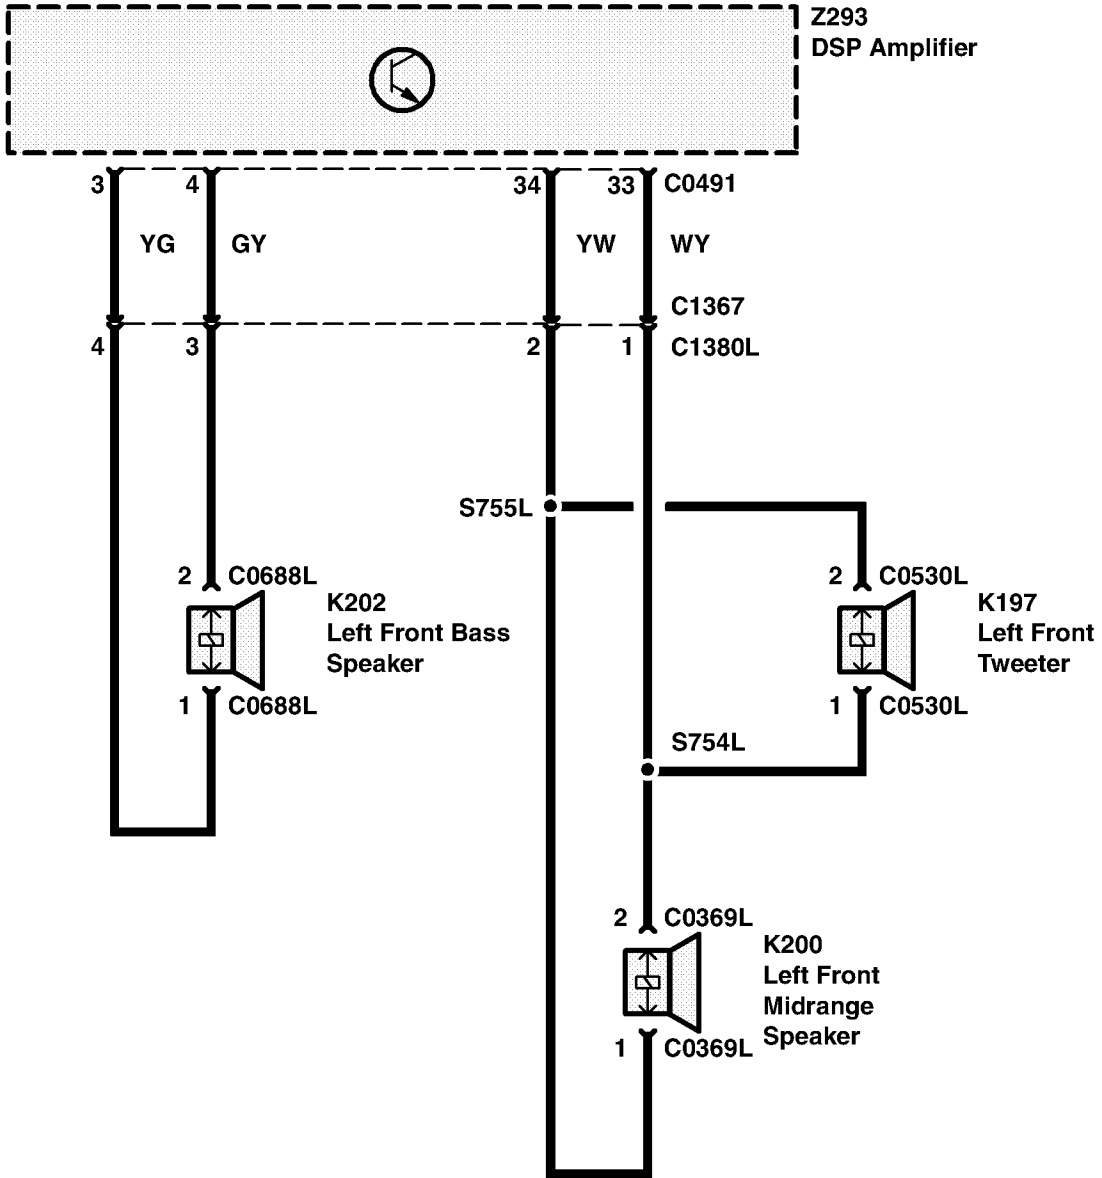 Z293
DSP Amplifier
3 4 34 33 C0491
YG GY YW WY
C1367
4 3 2 1 C1380L
S755L
2 C0688L
K202
Left Front Bass
Speaker
1 C0688L
2 C0530L
K197
Left Front
Tweeter
1 C0530L
S754L
2 C0369L
K200
Left Front
Midrange
Speaker
1 C0369L